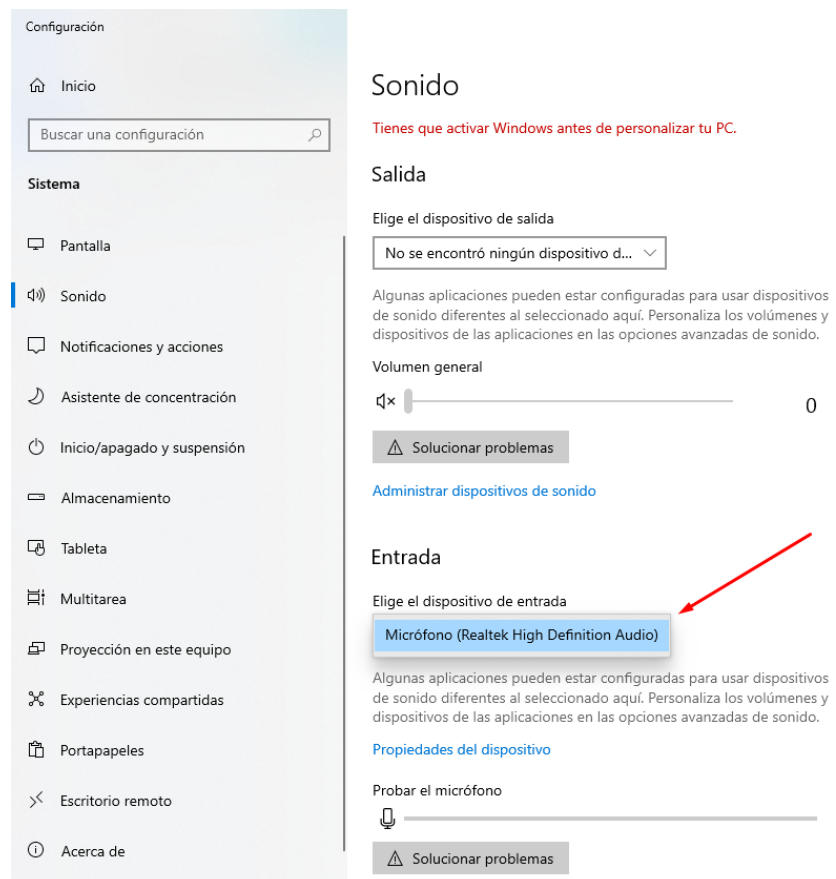 Configuración
Inicio
Buscar una configuración
Sistema
Pantalla
Sonido
Notificaciones y acciones
Asistente de concentración
Inicio/apagado y suspensión
Almacenamiento
Tableta
Multitarea
Proyección en este equipo
Experiencias compartidas
Portapapeles
Escritorio remoto
Acerca de
Sonido
Tienes que activar Windows antes de personalizar tu PC.
Salida
Elige el dispositivo de salida
No se encontró ningún dispositivo d...
Algunas aplicaciones pueden estar configuradas para usar dispositivos
de sonido diferentes al seleccionado aquí. Personaliza los volúmenes y
dispositivos de las aplicaciones en las opciones avanzadas de sonido.
Volumen general
0
Solucionar problemas
Administrar dispositivos de sonido
Entrada
Elige el dispositivo de entrada
Micrófono (Realtek High Definition Audio)
Algunas aplicaciones pueden estar configuradas para usar dispositivos
de sonido diferentes al seleccionado aquí. Personaliza los volúmenes y
dispositivos de las aplicaciones en las opciones avanzadas de sonido.
Propiedades del dispositivo
Probar el micrófono
Solucionar problemas